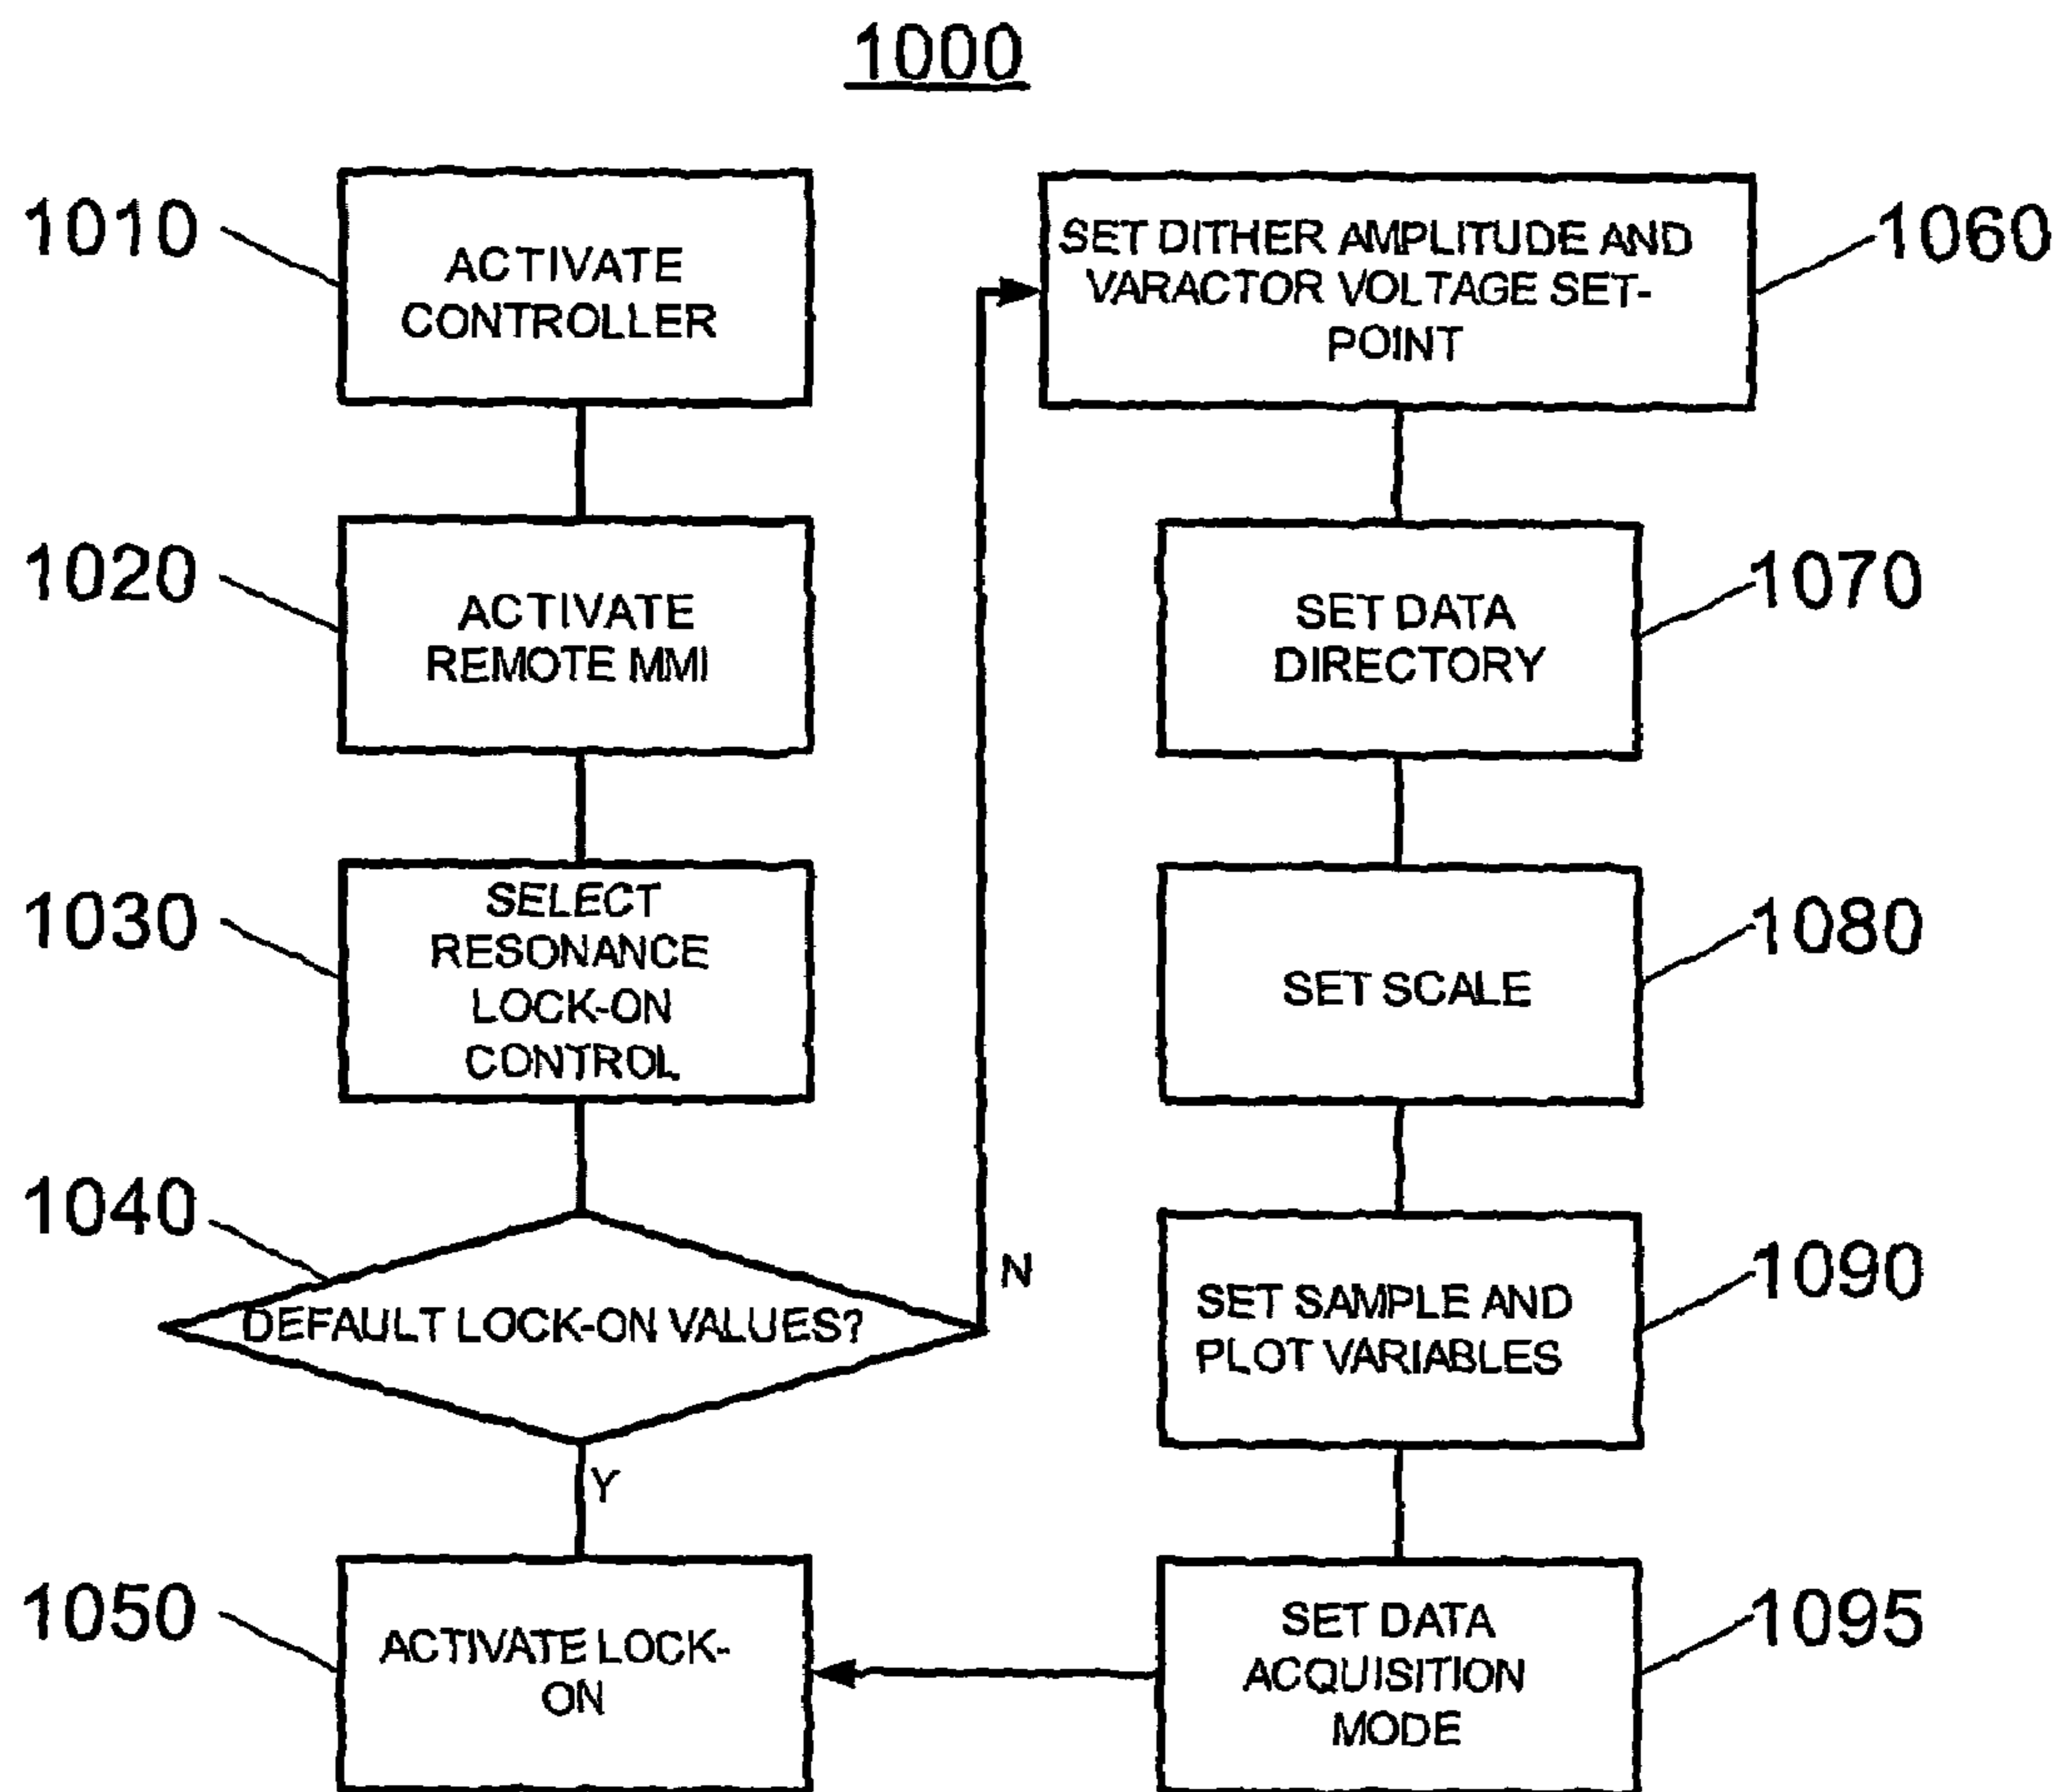 1000
1010
ACTIVATE
CONTROLLER
1020
ACTIVATE
REMOTE MMI
1030
SELECT
RESONANCE
LOCK-ON
CONTROL
1040
DEFAULT LOCK-ON VALUES?
N
Y
1050
ACTIVATE LOCK-
ON
SET DITHER AMPLITUDE AND
VARACTOR VOLTAGE SET-
POINT
1060
SET DATA
DIRECTORY
1070
SET SCALE
1080
SET SAMPLE AND
PLOT VARIABLES
1090
SET DATA
ACQUISITION
MODE
1095